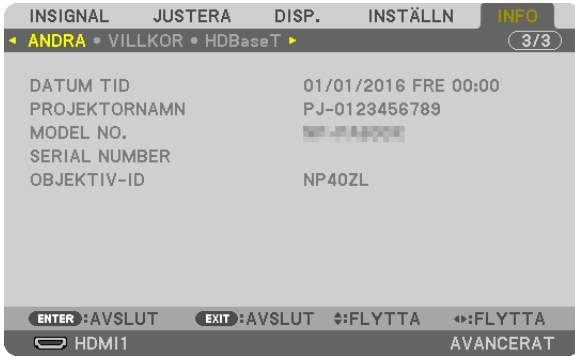 INSIGNAL JUSTERA DISP. INSTÄLLN INFO
ANDRA • VILLKOR • HDBaseT 3/3
DATUM TID 01/01/2016 FRE 00:00
PROJEKTORNAMN PJ-0123456789
MODEL NO.
SERIAL NUMBER
OBJEKTIV-ID NP40ZL
ENTER :AVSLUT EXIT :AVSLUT :FLYTTA :FLYTTA
HDMI1 AVANCERAT